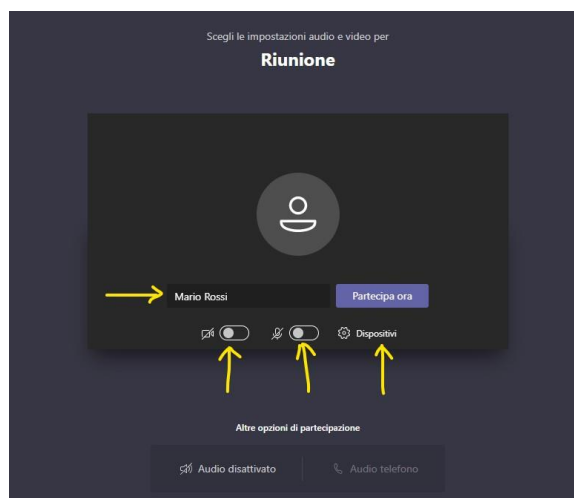 Scegli le impostazioni audio e video per
Riunione
Mario Rossi
Partecipa ora
Dispositivi
Altre opzioni di partecipazione
Audio disattivato
Audio telefono